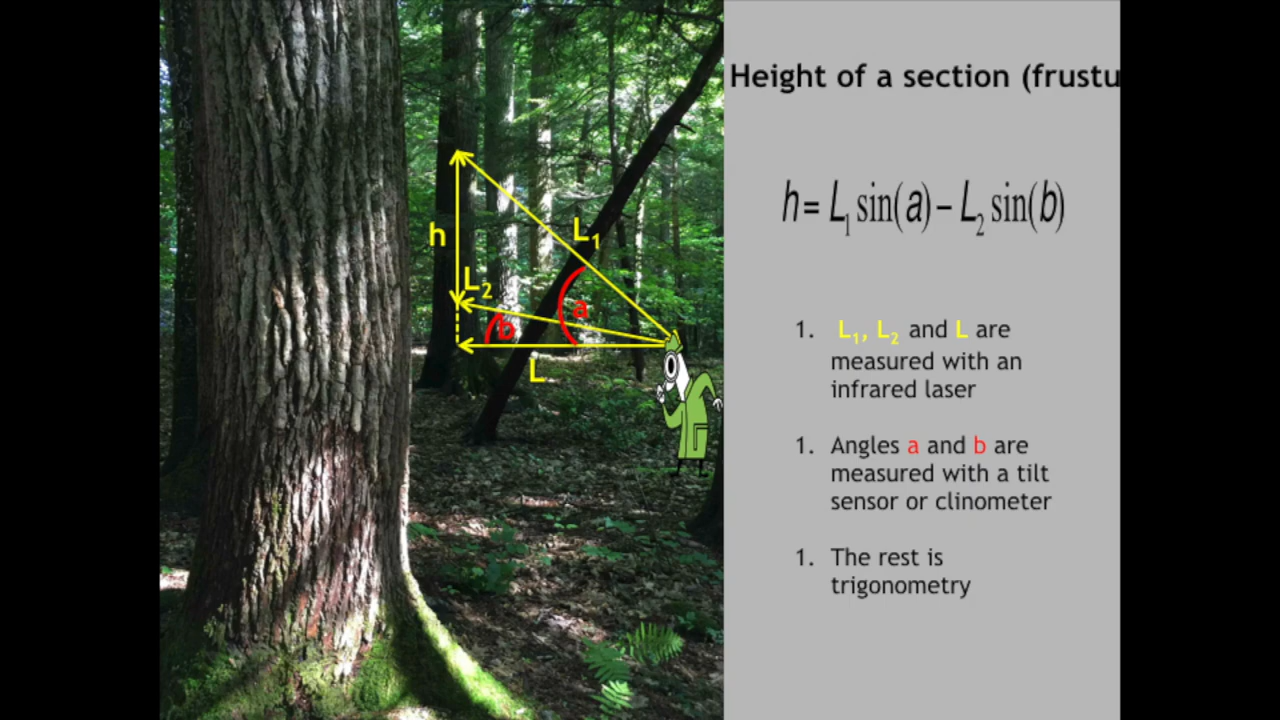 Height of a section (frustu
h = L1 sin(a) – L2 sin(b)
h
L1
L2
a
b
L
1. L1, L2 and L are
measured with an
infrared laser
1. Angles a and b are
measured with a tilt
sensor or clinometer
1. The rest is
trigonometry